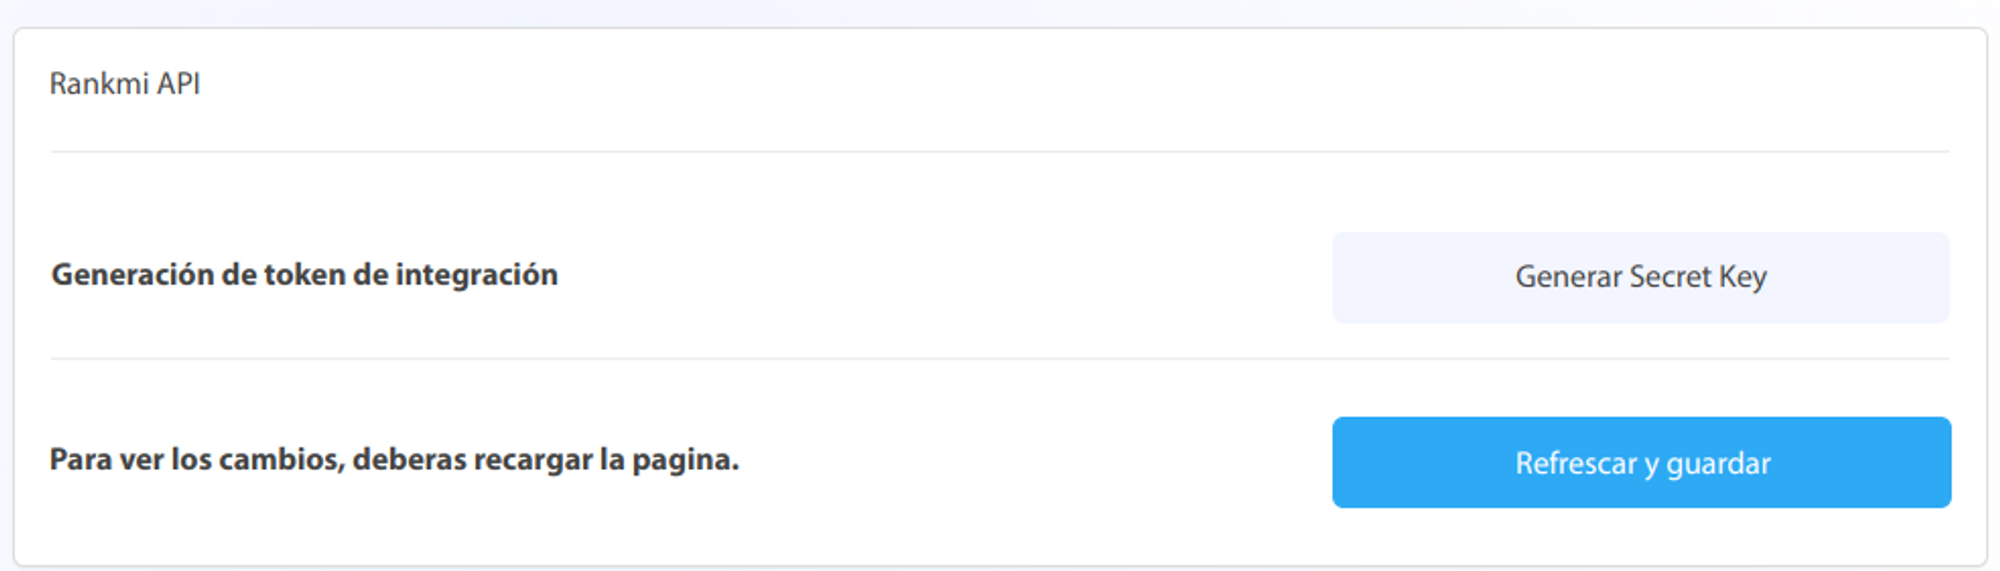 Rankmi API
Generación de token de integración
Generar Secret Key
Para ver los cambios, deberas recargar la pagina.
Refrescar y guardar